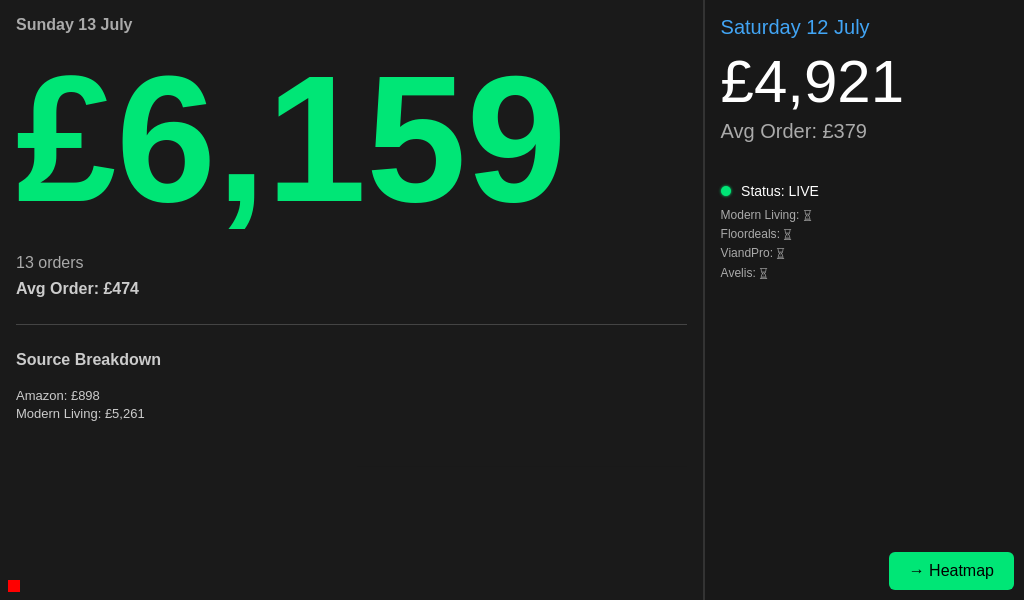 Sunday 13 July
£6,159
13 orders
Avg Order: £474
Source Breakdown
Amazon: £898
Modern Living: £5,261
Saturday 12 July
£4,921
Avg Order: £379
Status: LIVE
Modern Living: ⏳
Floordeals: ⏳
ViandPro: ⏳
Avelis: ⏳
→ Heatmap